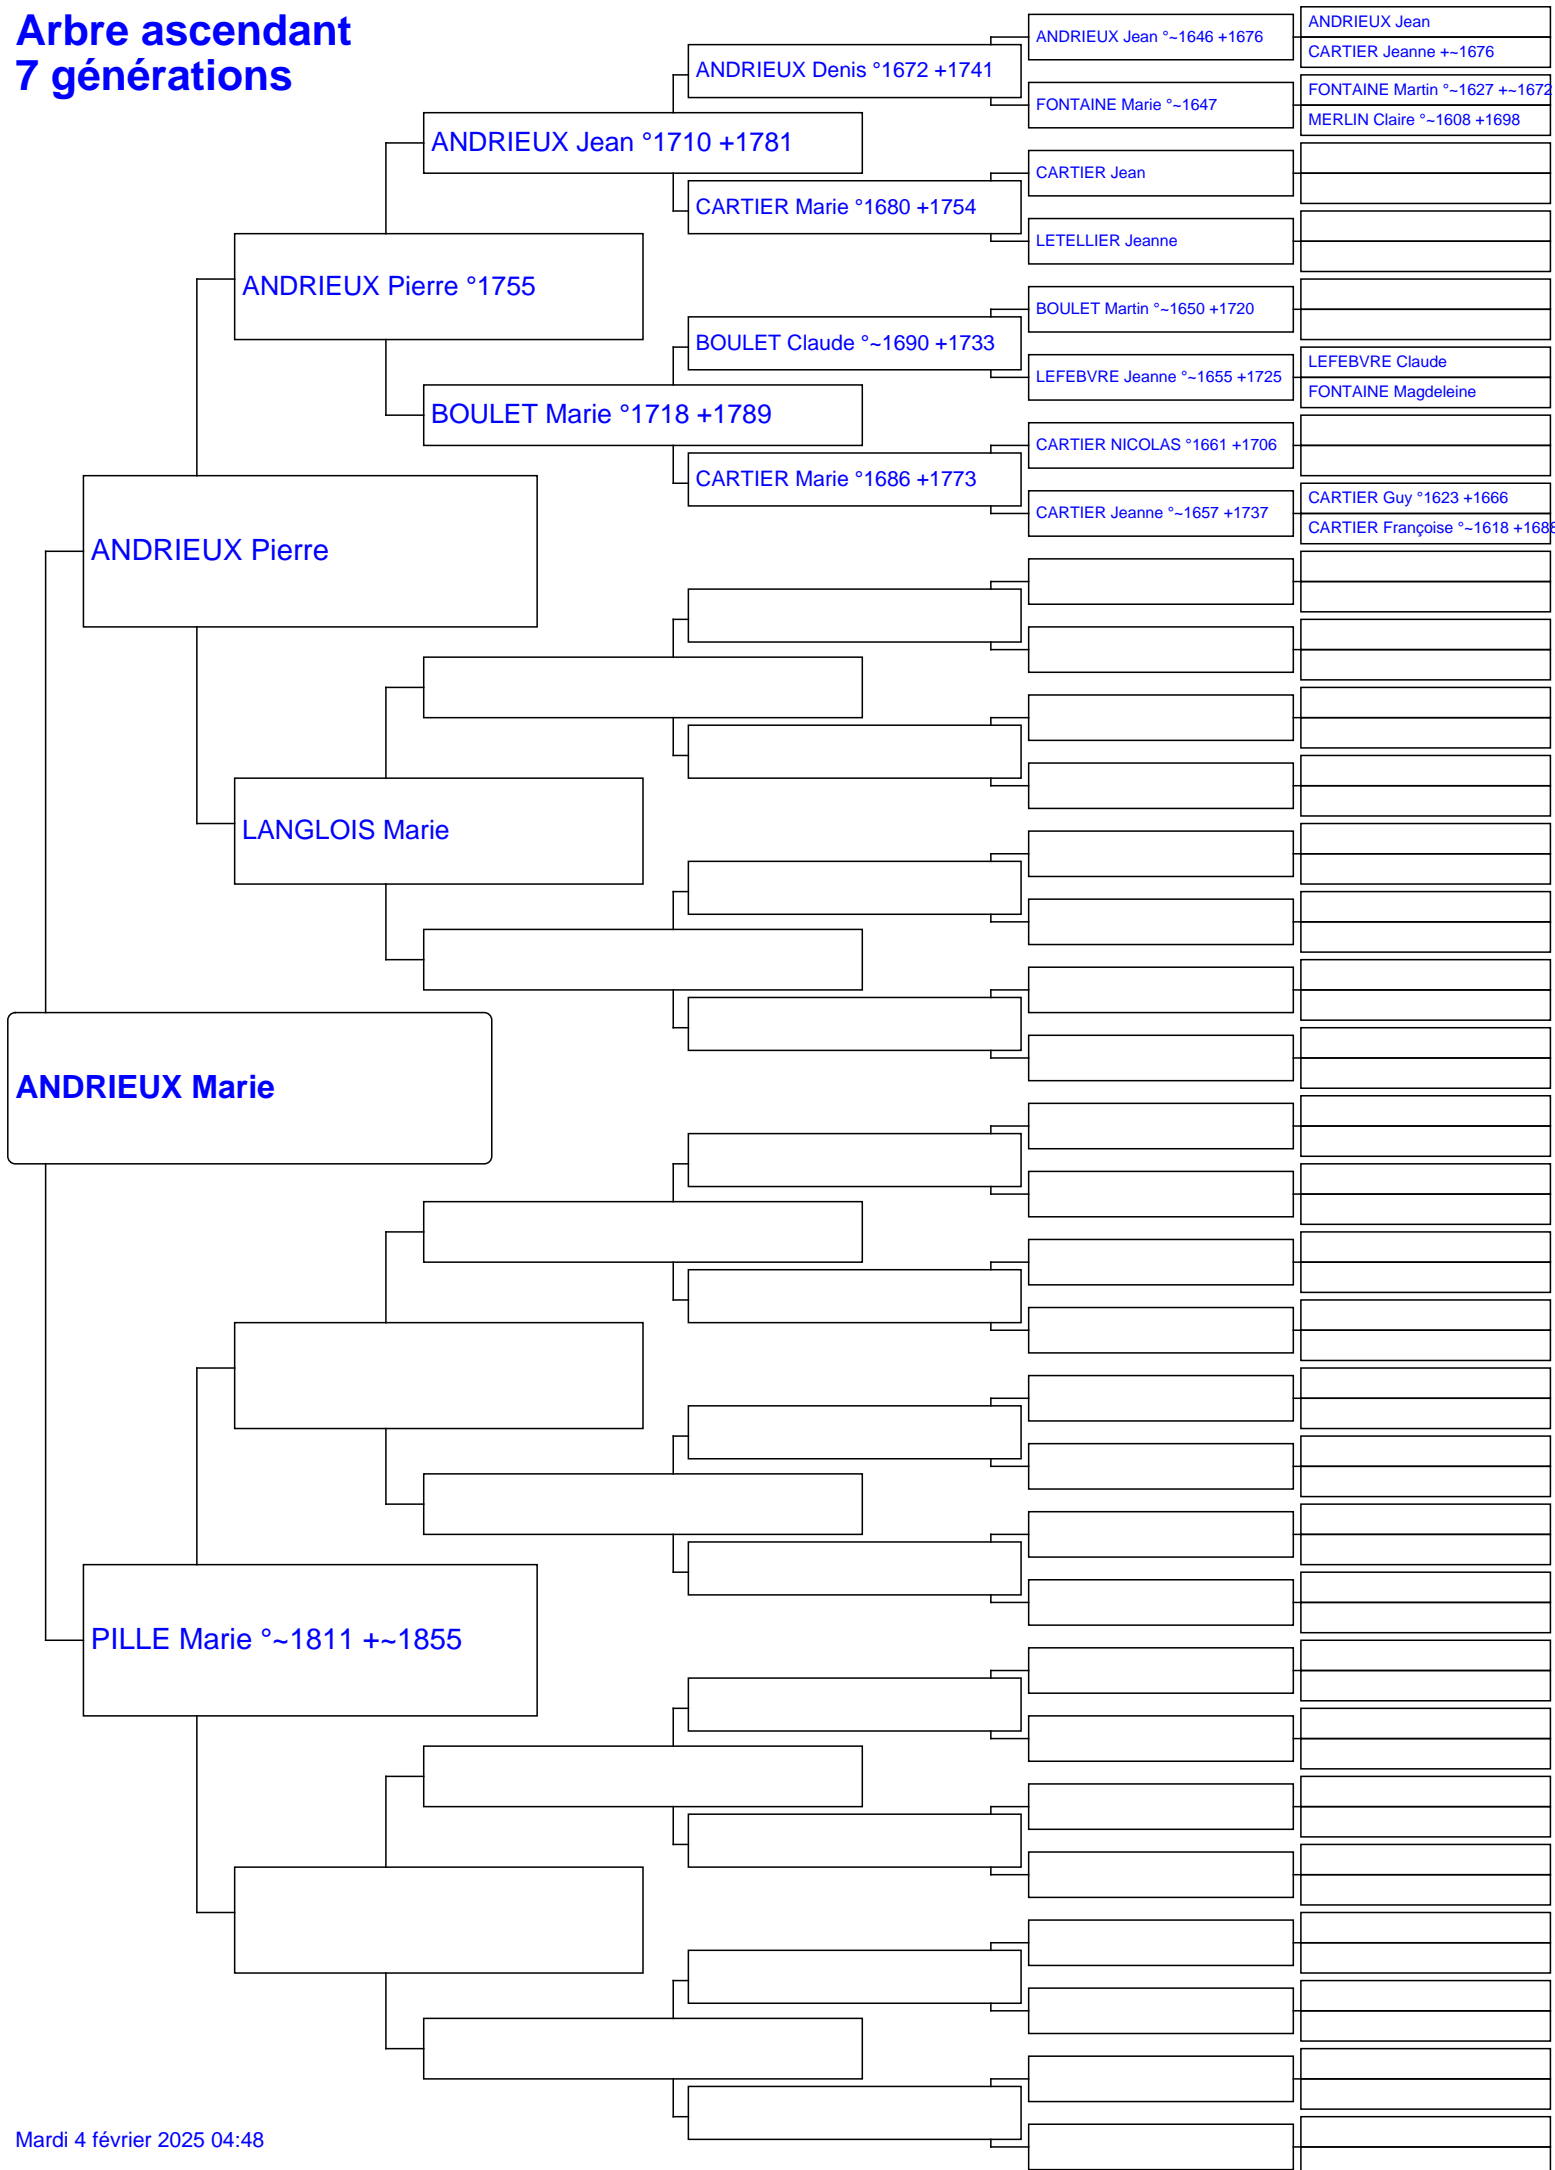 Arbre ascendant
7 générations
ANDRIEUX Marie
ANDRIEUX Pierre
PILLE Marie °~1811 +~1855
ANDRIEUX Pierre °1755
LANGLOIS Marie
ANDRIEUX Jean °1710 +1781
BOULET Marie °1718 +1789
ANDRIEUX Denis °1672 +1741
CARTIER Marie °1680 +1754
BOULET Claude °~1690 +1733
CARTIER Marie °1686 +1773
ANDRIEUX Jean °~1646 +1676
FONTAINE Marie °~1647
CARTIER Jean
LETELLIER Jeanne
BOULET Martin °~1650 +1720
LEFEBVRE Jeanne °~1655 +1725
CARTIER NICOLAS °1661 +1706
CARTIER Jeanne °~1657 +1737
ANDRIEUX Jean
CARTIER Jeanne +~1676
FONTAINE Martin °~1627 +~1672
MERLIN Claire °~1608 +1698
LEFEBVRE Claude
FONTAINE Magdeleine
CARTIER Guy °1623 +1666
CARTIER Françoise °~1618
Mardi 4 février 2025 04:48